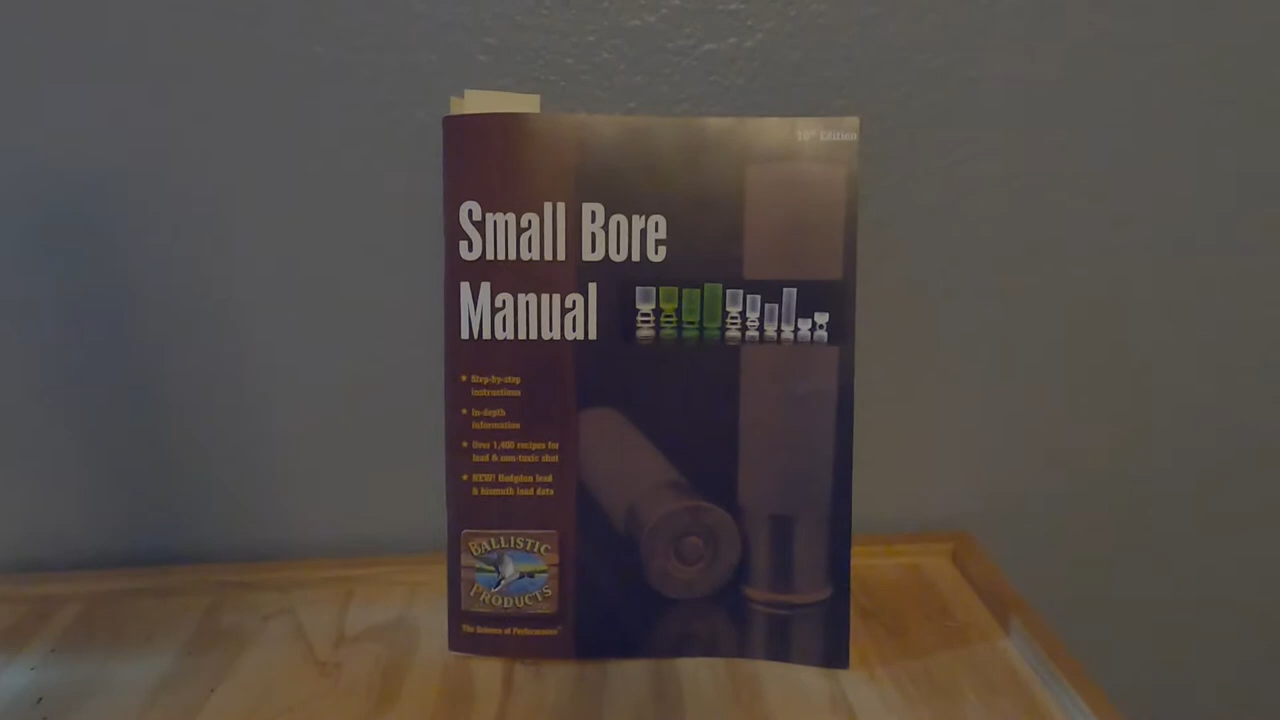 10th Edition
Small Bore
Manual
★ Step-by-step
instructions
★ In-depth
information
★ Over 1,400 recipes for
lead & non-toxic shot
★ NEW! Hodgdon lead
& bismuth load data
BALLISTIC
PRODUCTS
The Science of Performance